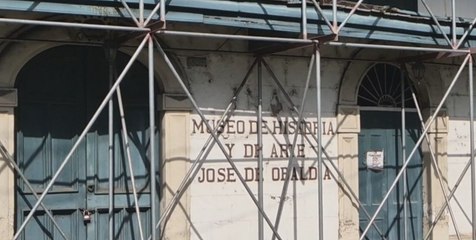 MUSEO DE HISTORIA
Y DE ARTE
JOSE DE OBALDIA